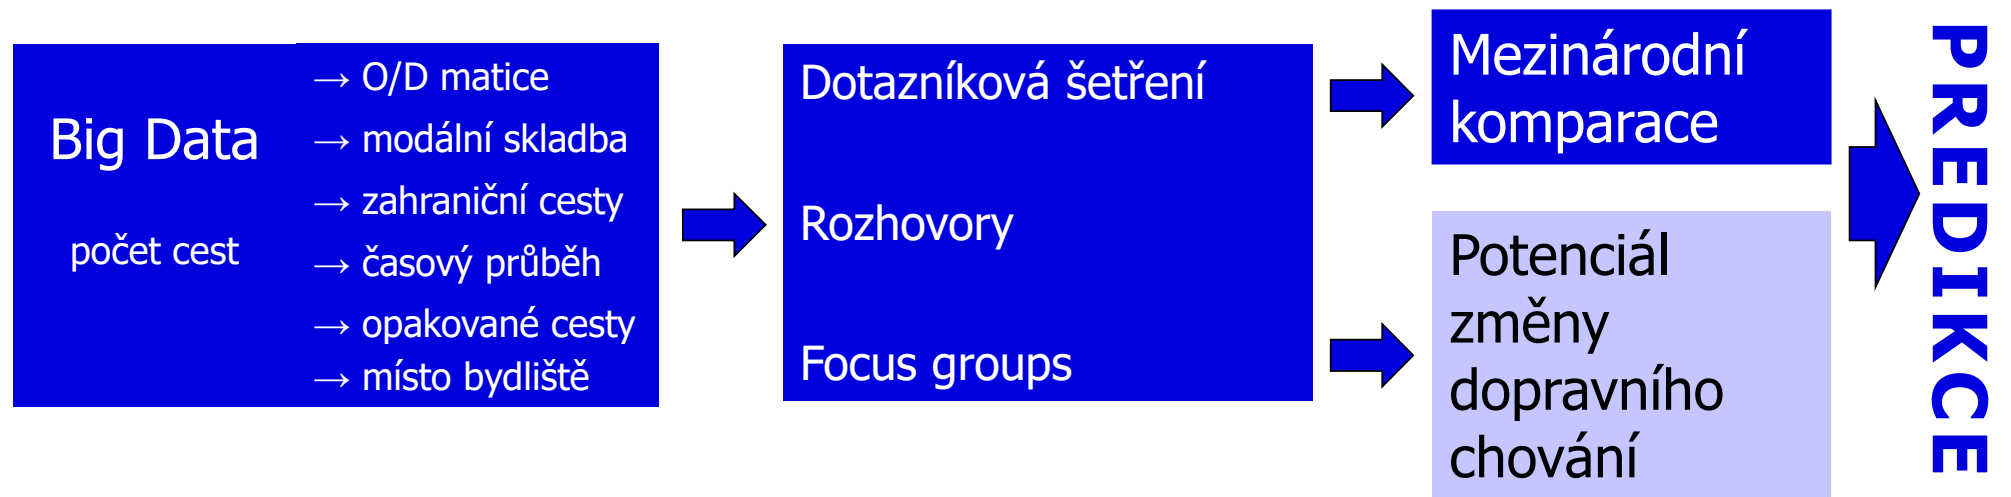 Big Data
počet cest
→ O/D matice
→ modální skladba
→ zahraniční cesty
→ časový průběh
→ opakované cesty
→ místo bydliště
Dotazníková šetření
Rozhovory
Focus groups
Mezinárodní
komparace
Potenciál
změny
dopravního
chování
PREDIKCE